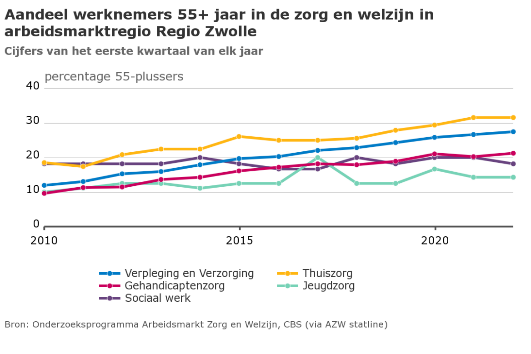 Aandeel werknemers 55+ jaar in de zorg en welzijn in
arbeidsmarktregio Regio Zwolle
Cijfers van het eerste kwartaal van elk jaar
percentage 55-plussers
40
30
20
10
0
2010 2015 2020
Verpleging en Verzorging Thuiszorg
Gehandicaptenzorg Jeugdzorg
Sociaal werk
Bron: Onderzoeksprogramma Arbeidsmarkt Zorg en Welzijn, CBS (via AZW statline)